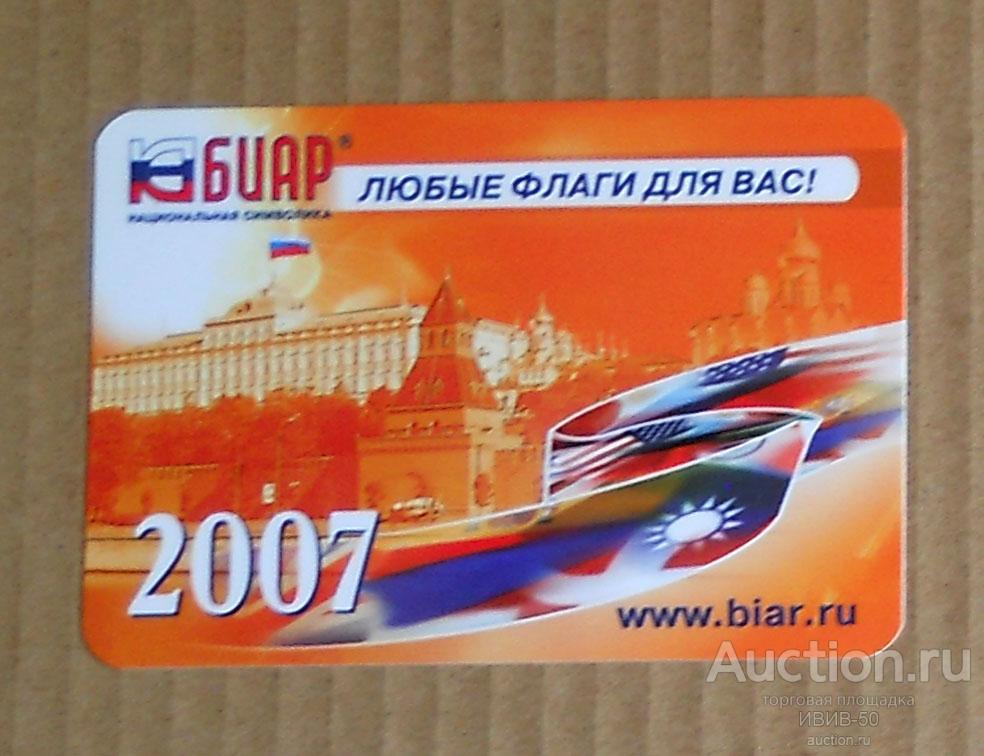 БИАР®
НАЦИОНАЛЬНАЯ СИМВОЛИКА
ЛЮБЫЕ ФЛАГИ ДЛЯ ВАС!
2007
www.biar.ru
Auction.ru
торговая площадка
ИВИВ-50
auction.ru